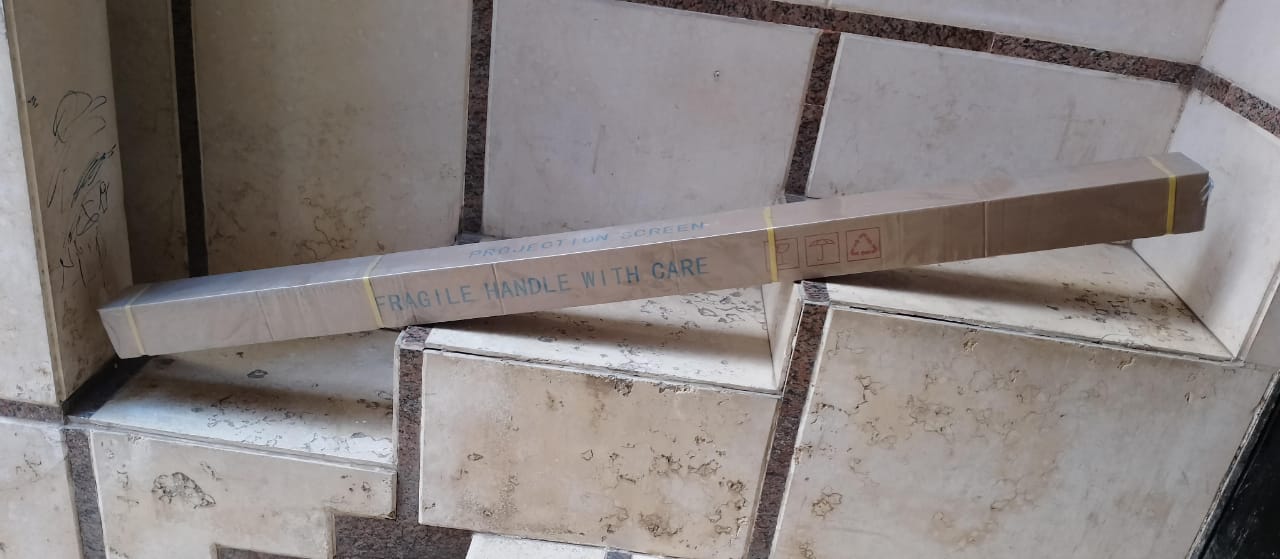 PROJECTION SCREEN
FRAGILE HANDLE WITH CARE